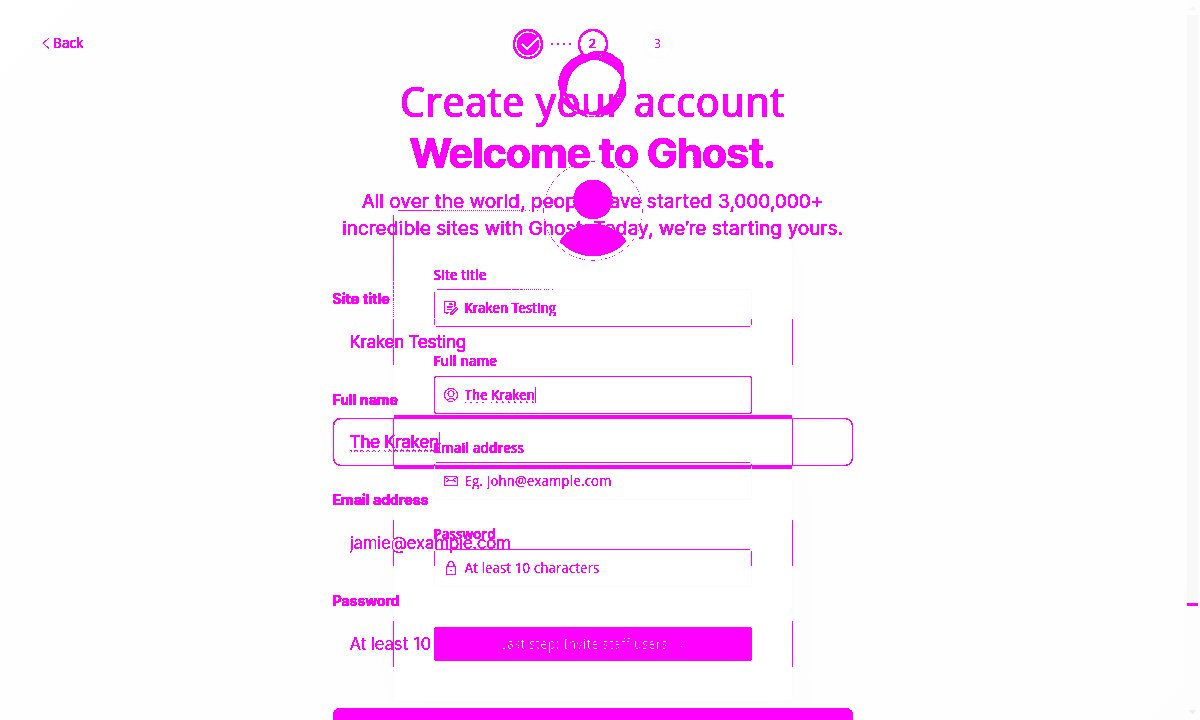 Back
2
3
Create your account
Welcome to Ghost.
All over the world, people have started 3,000,000+
incredible sites with Ghost. Today, we're starting yours.
Site title
Site title
Kraken Testing
Kraken Testing
Full name
Full name
The Kraken
The Kraken
Email address
Eg. john@example.com
Email address
Password
jamie@example.com
At least 10 characters
Password
At least 10
Last step: Invite staff users